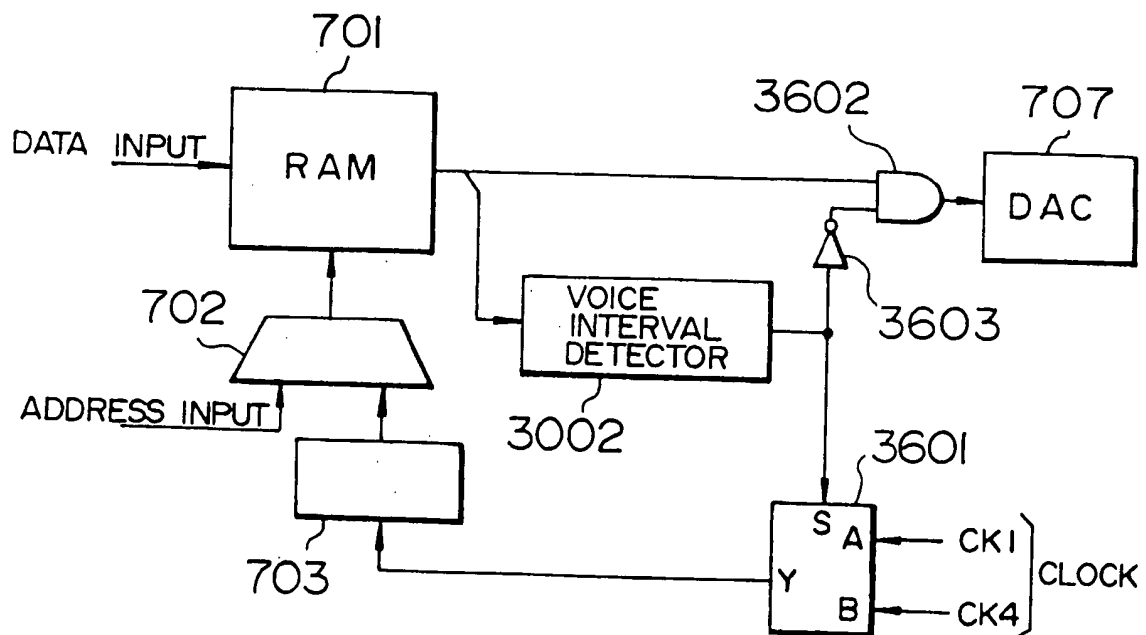 701
3602
707
DATA INPUT
RAM
DAC
702
VOICE
INTERVAL
DETECTOR
3603
ADDRESS INPUT
3002
3601
S
A
CK1
CLOCK
703
Y
B
CK4